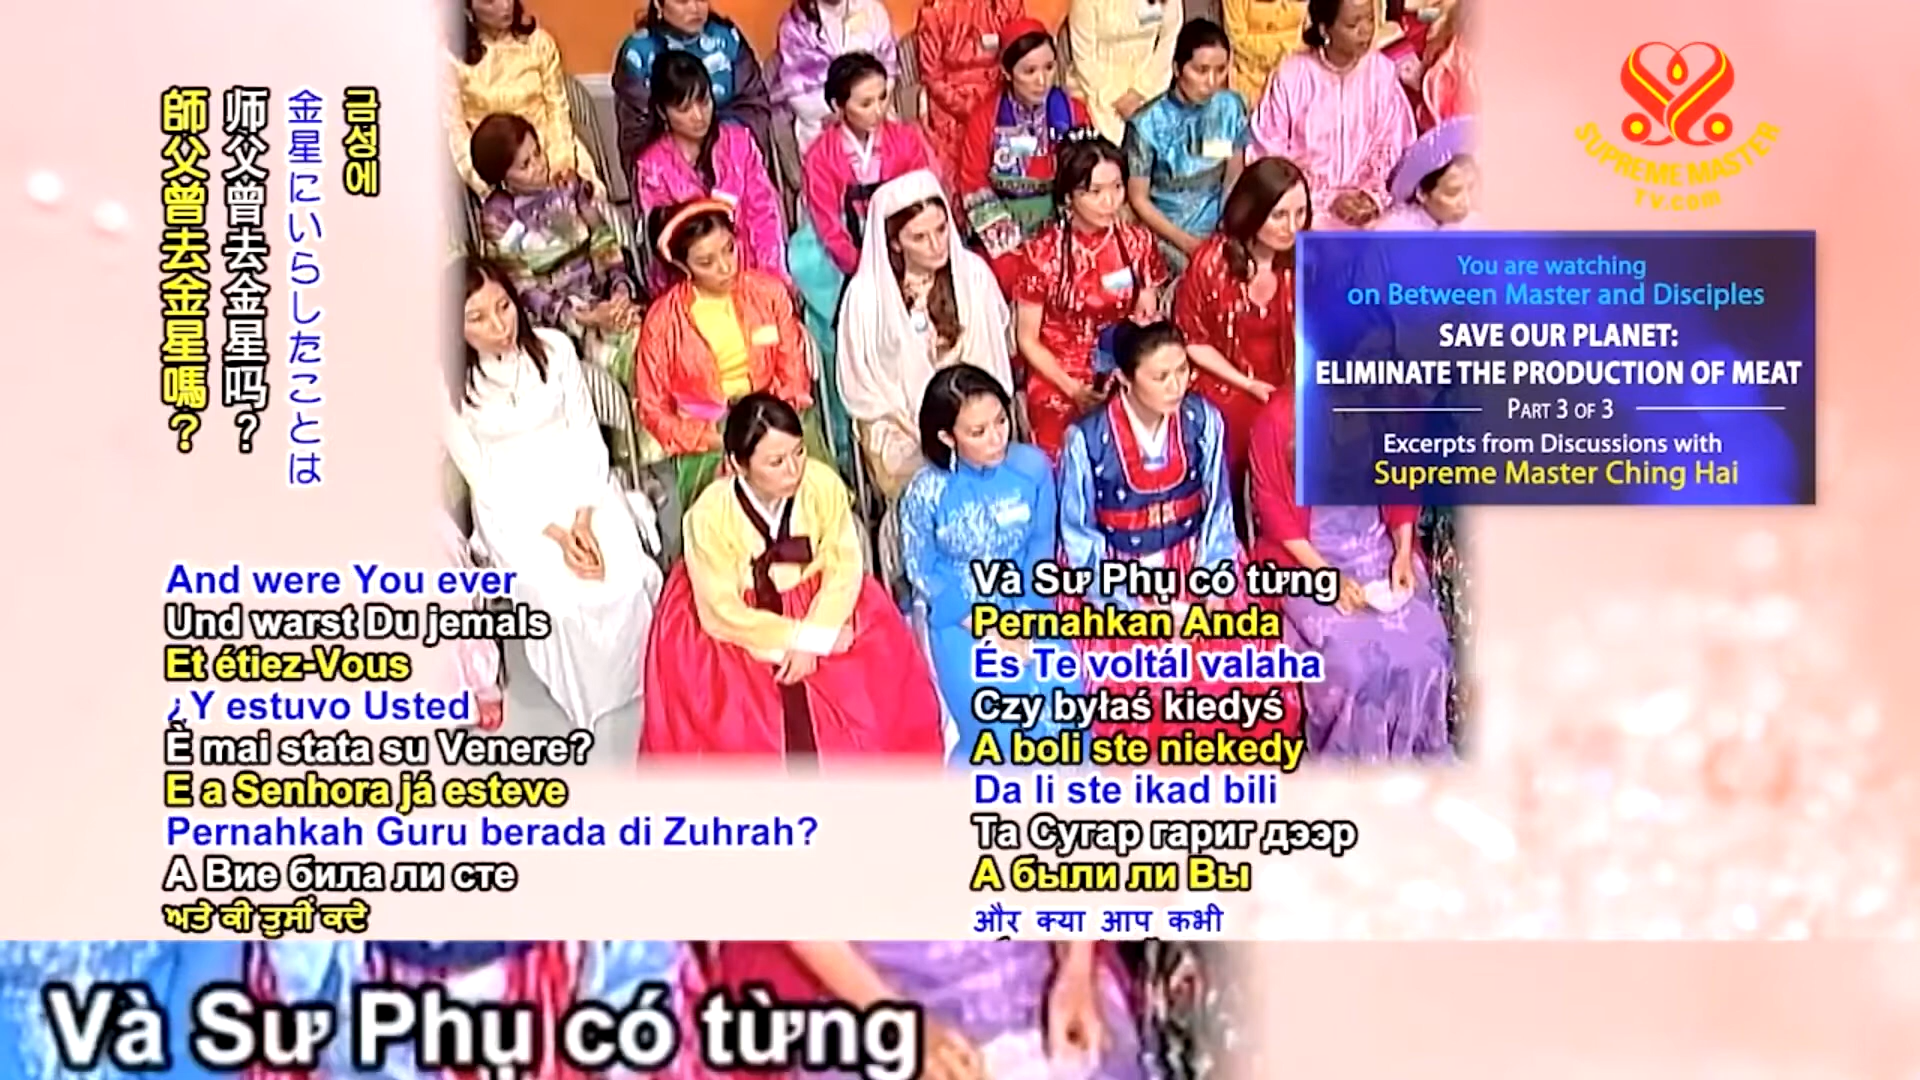 금성에
金星にいらしたことは
师父曾去金星吗？
師父曾去金星嗎？
SUPREME MASTER
TV.com
You are watching
on Between Master and Disciples
SAVE OUR PLANET:
ELIMINATE THE PRODUCTION OF MEAT
PART 3 OF 3
Excerpts from Discussions with
Supreme Master Ching Hai
And were You ever
Und warst Du jemals
Et étiez-Vous
¿Y estuvo Usted
È mai stata su Venere?
E a Senhora já esteve
Pernahkah Guru berada di Zuhrah?
А Вие била ли сте
ਅਤੇ ਕੀ ਤੁਸੀਂ ਕਦੇ
Và Sư Phụ có từng
Pernahkan Anda
És Te voltál valaha
Czy byłaś kiedyś
A boli ste niekedy
Da li ste ikad bili
Та Сугар гариг дээр
А были ли Вы
और क्या आप कभी
Và Sư Phụ có từng